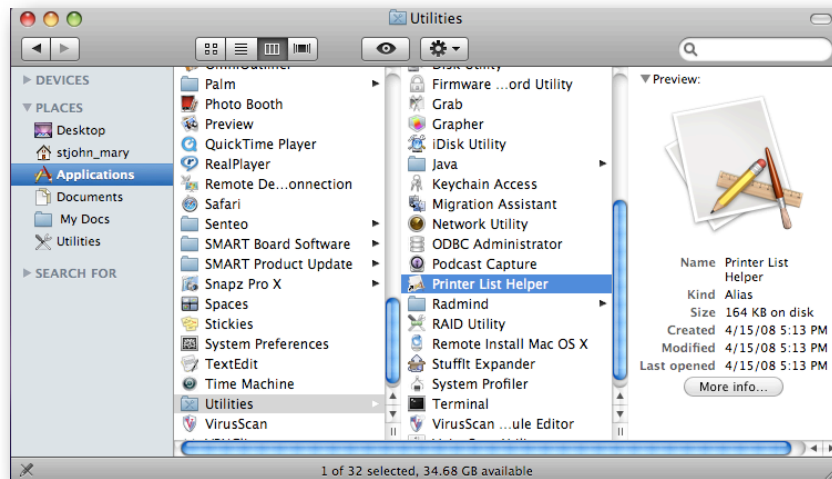 Utilities
DEVICES
PLACES
Desktop
stjohn_mary
Applications
Documents
My Docs
Utilities
SEARCH FOR
Palm
Photo Booth
Preview
QuickTime Player
RealPlayer
Remote De...onnection
Safari
Senteo
SMART Board Software
SMART Product Update
Snapz Pro X
Spaces
Stickies
System Preferences
TextEdit
Time Machine
Utilities
VirusScan
Disk Utility
Firmware ...ord Utility
Grab
Grapher
iDisk Utility
Java
Keychain Access
Migration Assistant
Network Utility
ODBC Administrator
Podcast Capture
Printer List Helper
Radmind
RAID Utility
Remote Install Mac OS X
StuffIt Expander
System Profiler
Terminal
VirusScan ...ule Editor
Preview:
Name Printer List
Helper
Kind Alias
Size 164 KB on disk
Created 4/15/08 5:13 PM
Modified 4/15/08 5:13 PM
Last opened 4/15/08 5:13 PM
More info...
1 of 32 selected, 34.68 GB available